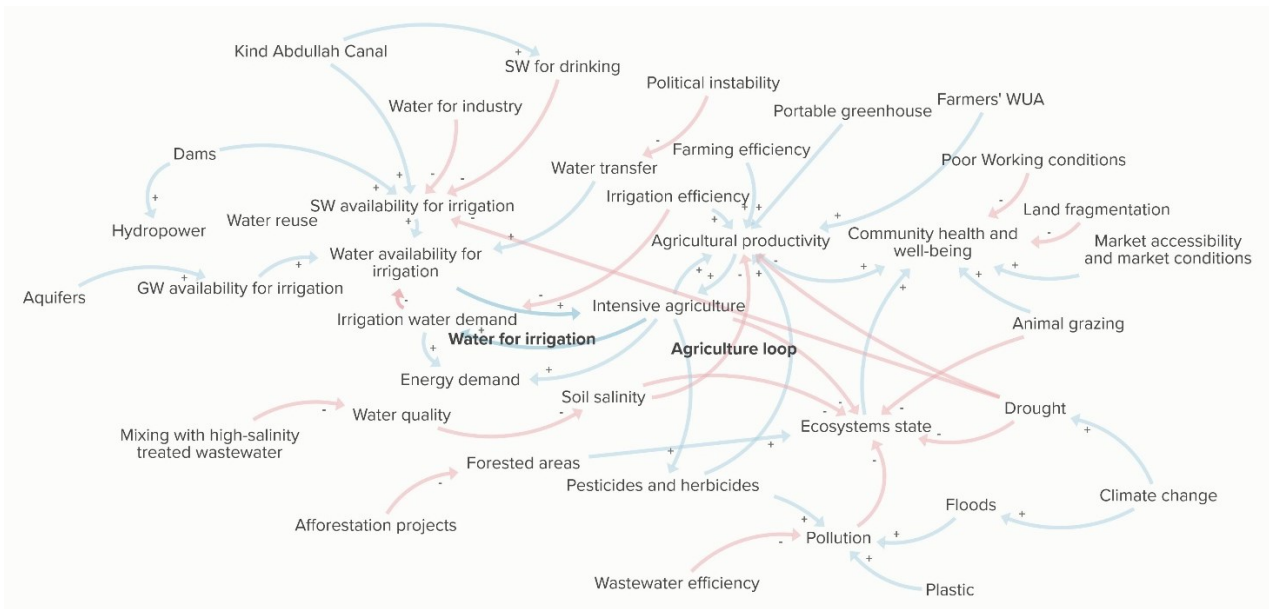 Kind Abdullah Canal
SW for drinking
Political instability
Water for industry
Portable greenhouse
Farmers' WUA
Dams
Water transfer
Farming efficiency
Poor Working conditions
Irrigation efficiency
SW availability for irrigation
Water reuse
Hydropower
Land fragmentation
Agricultural productivity
Community health and
well-being
Market accessibility
and market conditions
Water availability for
irrigation
Aquifers
GW availability for irrigation
Intensive agriculture
Irrigation water demand
Water for irrigation
Animal grazing
Agriculture loop
Energy demand
Soil salinity
Water quality
Drought
Ecosystems state
Mixing with high-salinity
treated wastewater
Forested areas
Pesticides and herbicides
Afforestation projects
Climate change
Floods
Pollution
Wastewater efficiency
Plastic